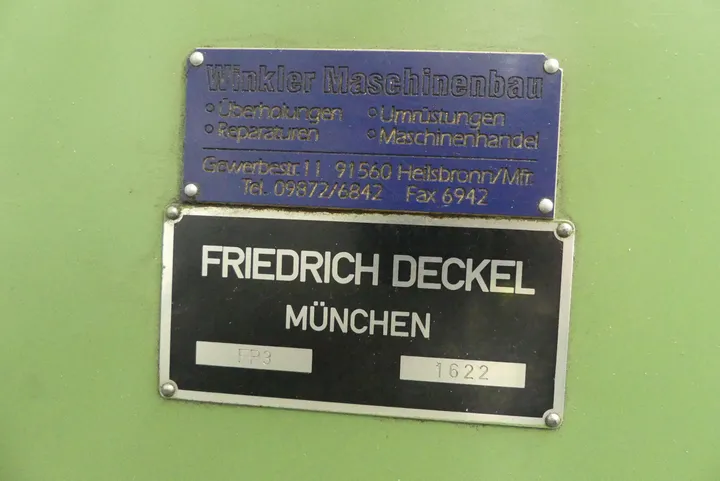 Winkler Maschinenbau
° Überholungen ° Umrüstungen
° Reparaturen ° Maschinenhandel
Gewerbestr. 11 91560 Heilsbronn/Mfr.
Tel. 09872/6842 Fax 6942
FRIEDRICH DECKEL
MÜNCHEN
FP3 1622